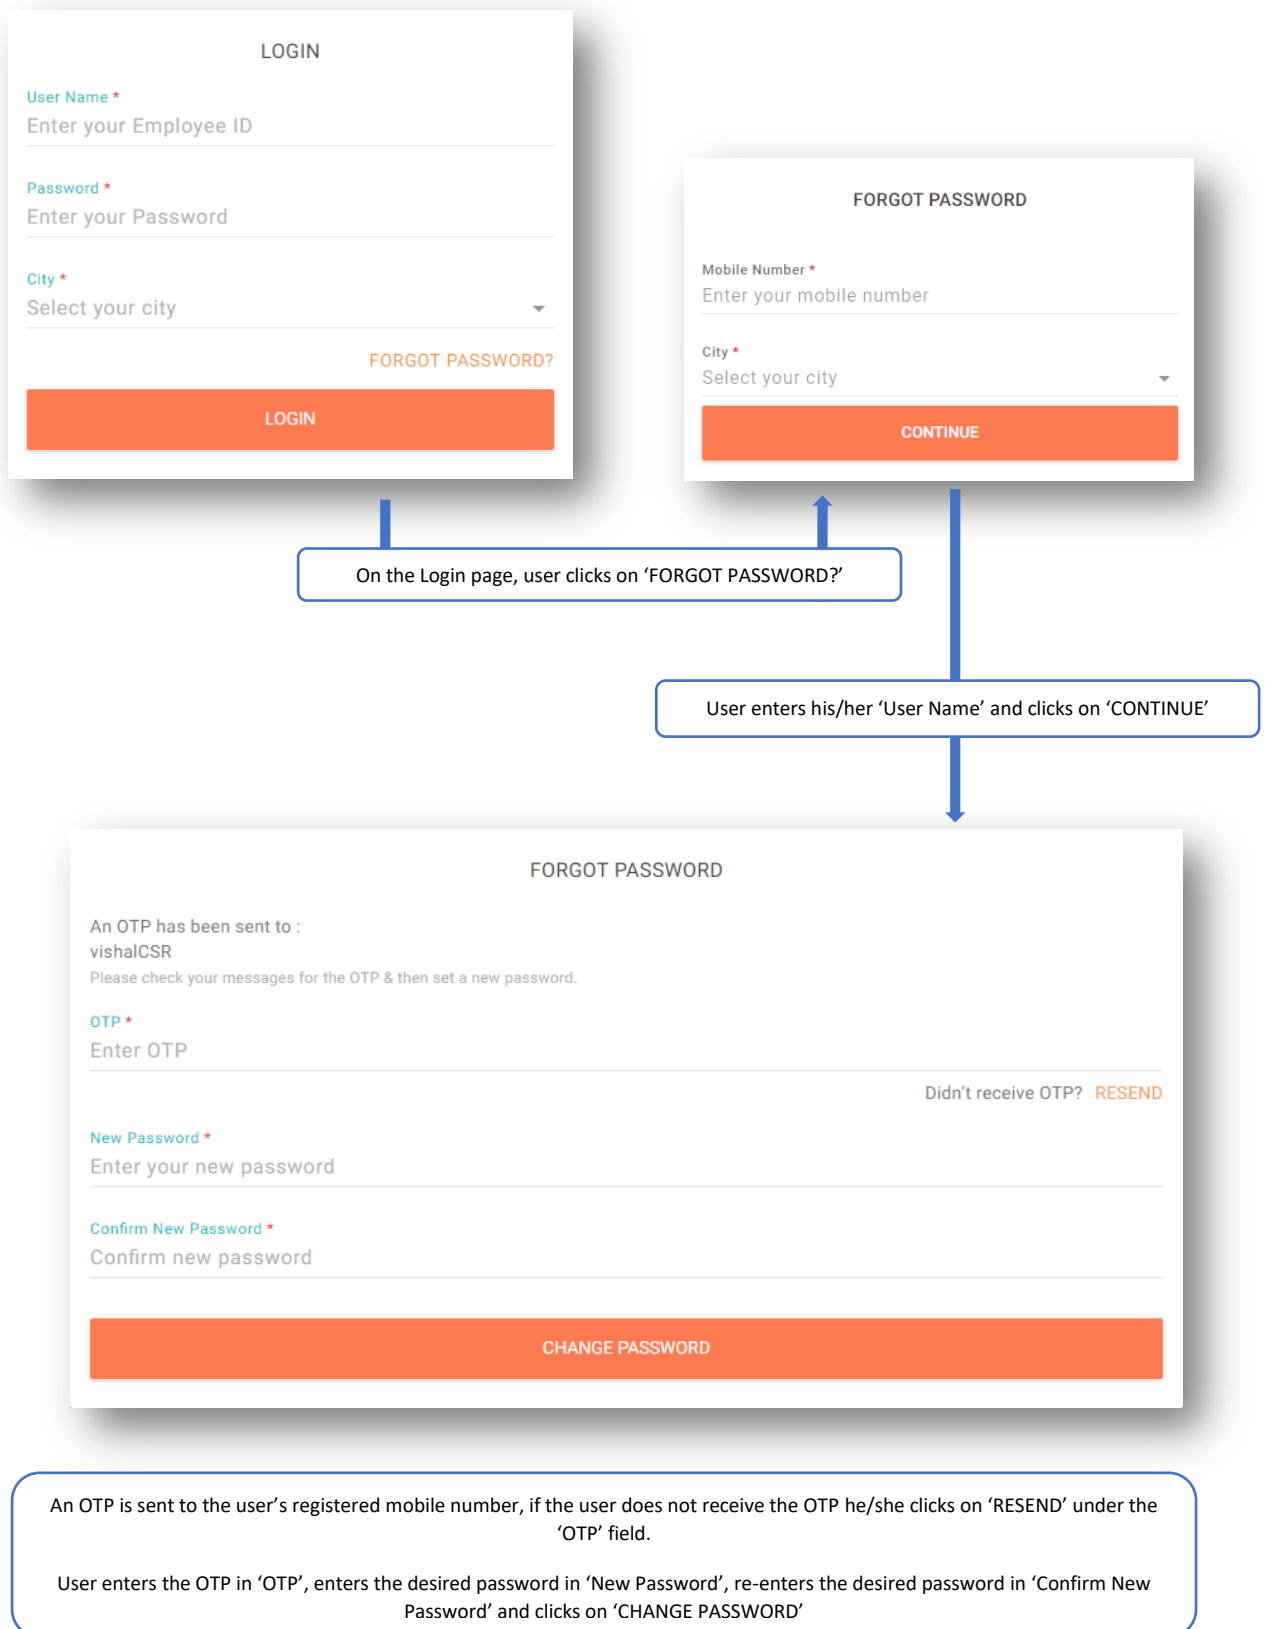 LOGIN
User Name *
Enter your Employee ID
Password *
Enter your Password
City *
Select your city
FORGOT PASSWORD?
LOGIN
FORGOT PASSWORD
Mobile Number *
Enter your mobile number
City *
Select your city
CONTINUE
On the Login page, user clicks on ‘FORGOT PASSWORD?’
User enters his/her ‘User Name’ and clicks on ‘CONTINUE’
FORGOT PASSWORD
An OTP has been sent to :
vishalCSR
Please check your messages for the OTP & then set a new password.
OTP *
Enter OTP
Didn’t receive OTP? RESEND
New Password *
Enter your new password
Confirm New Password *
Confirm new password
CHANGE PASSWORD
An OTP is sent to the user’s registered mobile number, if the user does not receive the OTP he/she clicks on ‘RESEND’ under the
‘OTP’ field.
User enters the OTP in ‘OTP’, enters the desired password in ‘New Password’, re-enters the desired password in ‘Confirm New
Password’ and clicks on ‘CHANGE PASSWORD’